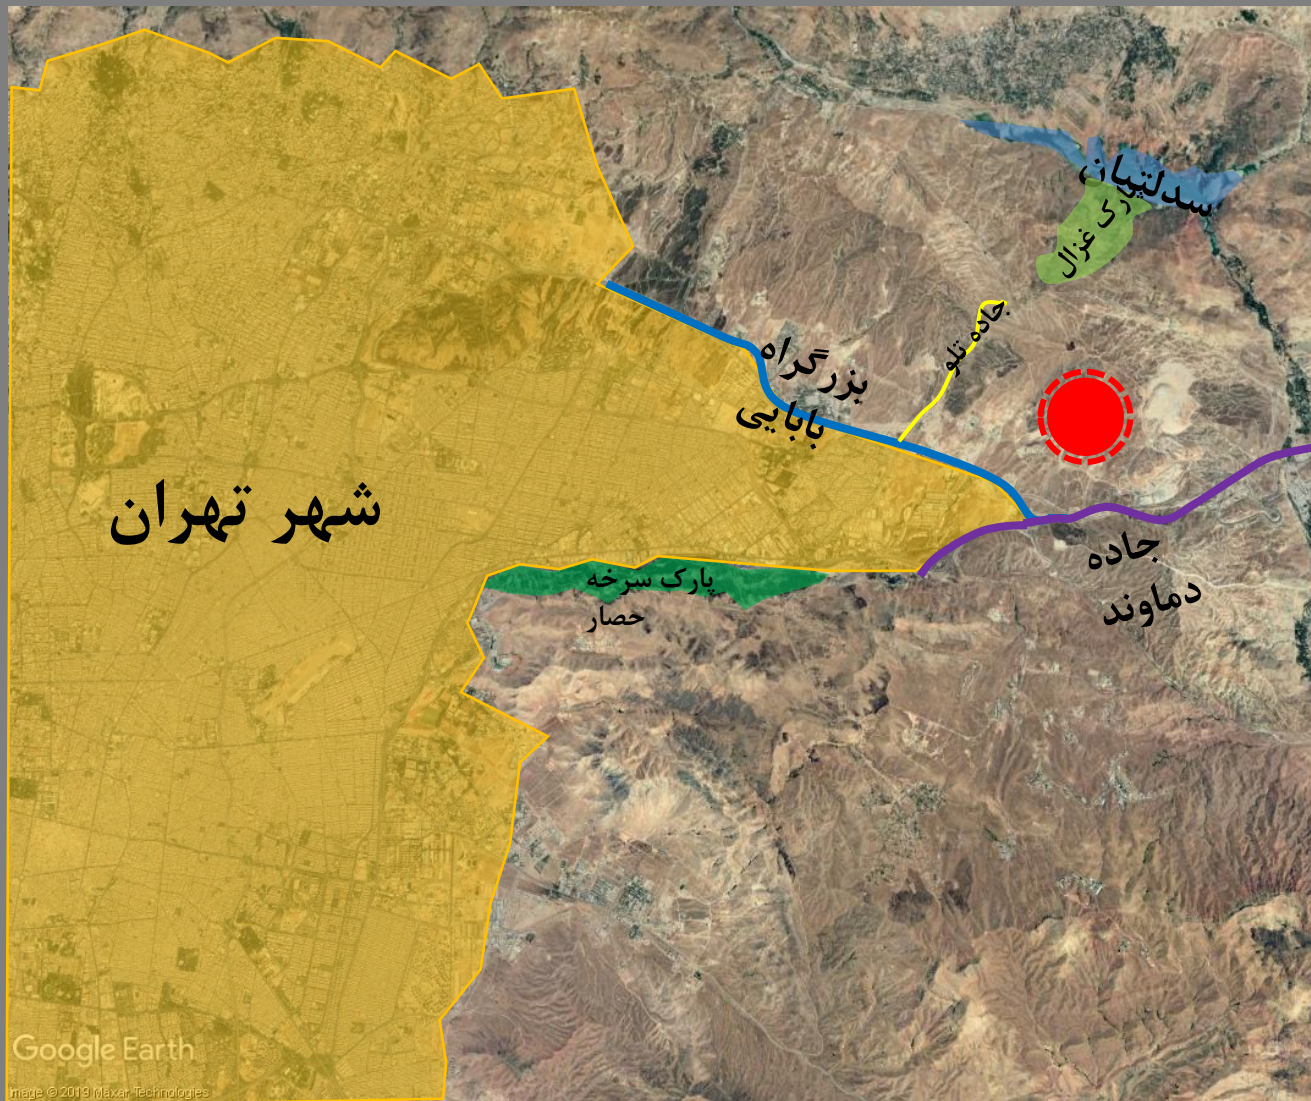 سدلتیان
پارک غزال
جاده تلو
بزرگراه
بابایی
شهر تهران
جاده
دماوند
پارک سرخه
حصار
Google Earth
Image © 2019 Maxar Technologies